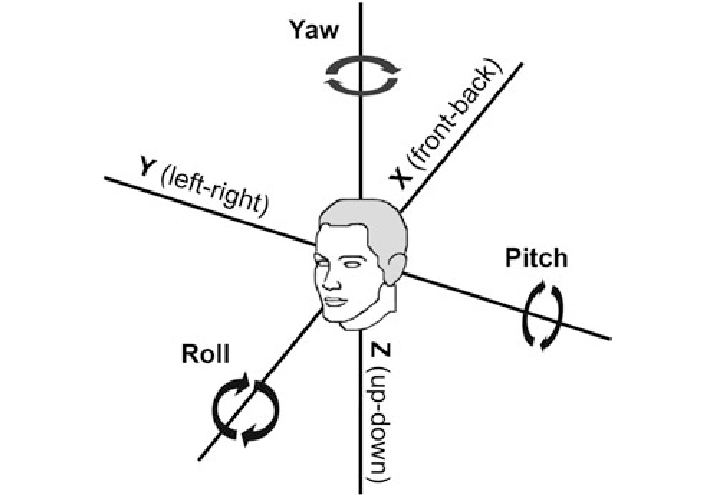 Yaw
X (front-back)
Y (left-right)
Pitch
Roll
Z (up-down)